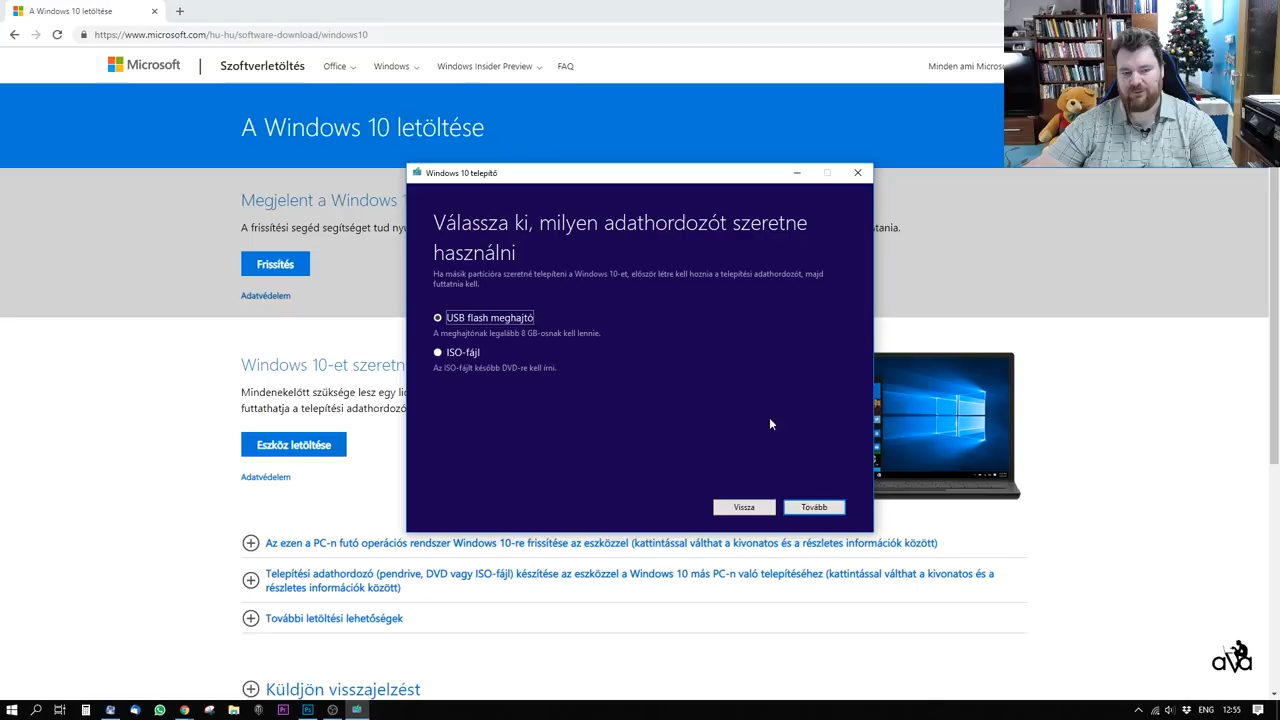 A Windows 10 letöltése
https://www.microsoft.com/hu-hu/software-download/windows10
Microsoft
Szoftverletöltés
Office
Windows
Windows Insider Preview
FAQ
Minden ami
A Windows 10 letöltése
Windows 10 telepítő
Megjelent a Windows
Válassza ki, milyen adathordozót szeretne
használni
A frissítési segéd segítséget tud
Ha másik partícióra szeretné telepíteni a Windows 10-et, először létre kell hoznia a telepítési adathordozót, majd
futtatnia kell.
Frissítés
Adatvédelem
USB flash meghajtó
A meghajtónak legalább 8 GB-osnak kell lennie.
ISO-fájl
Az ISO-fájlt később DVD-re kell írni.
Windows 10-et
Mindenekelőtt szüksége lesz egy
futtathatja a telepítési
Eszköz letöltése
Adatvédelem
Vissza
Tovább
Az ezen a PC-n futó operációs rendszer Windows 10-re frissítése az eszközzel (kattintással válthat a kivonatos és a részletes információk között)
Telepítési adathordozó (pendrive, DVD vagy ISO-fájl) készítése az eszközzel a Windows 10 más PC-n való telepítéséhez (kattintással válthat a kivonatos és a
részletes információk között)
További letöltési lehetőségek
Küldjön visszajelzést
ava
ENG
12:55